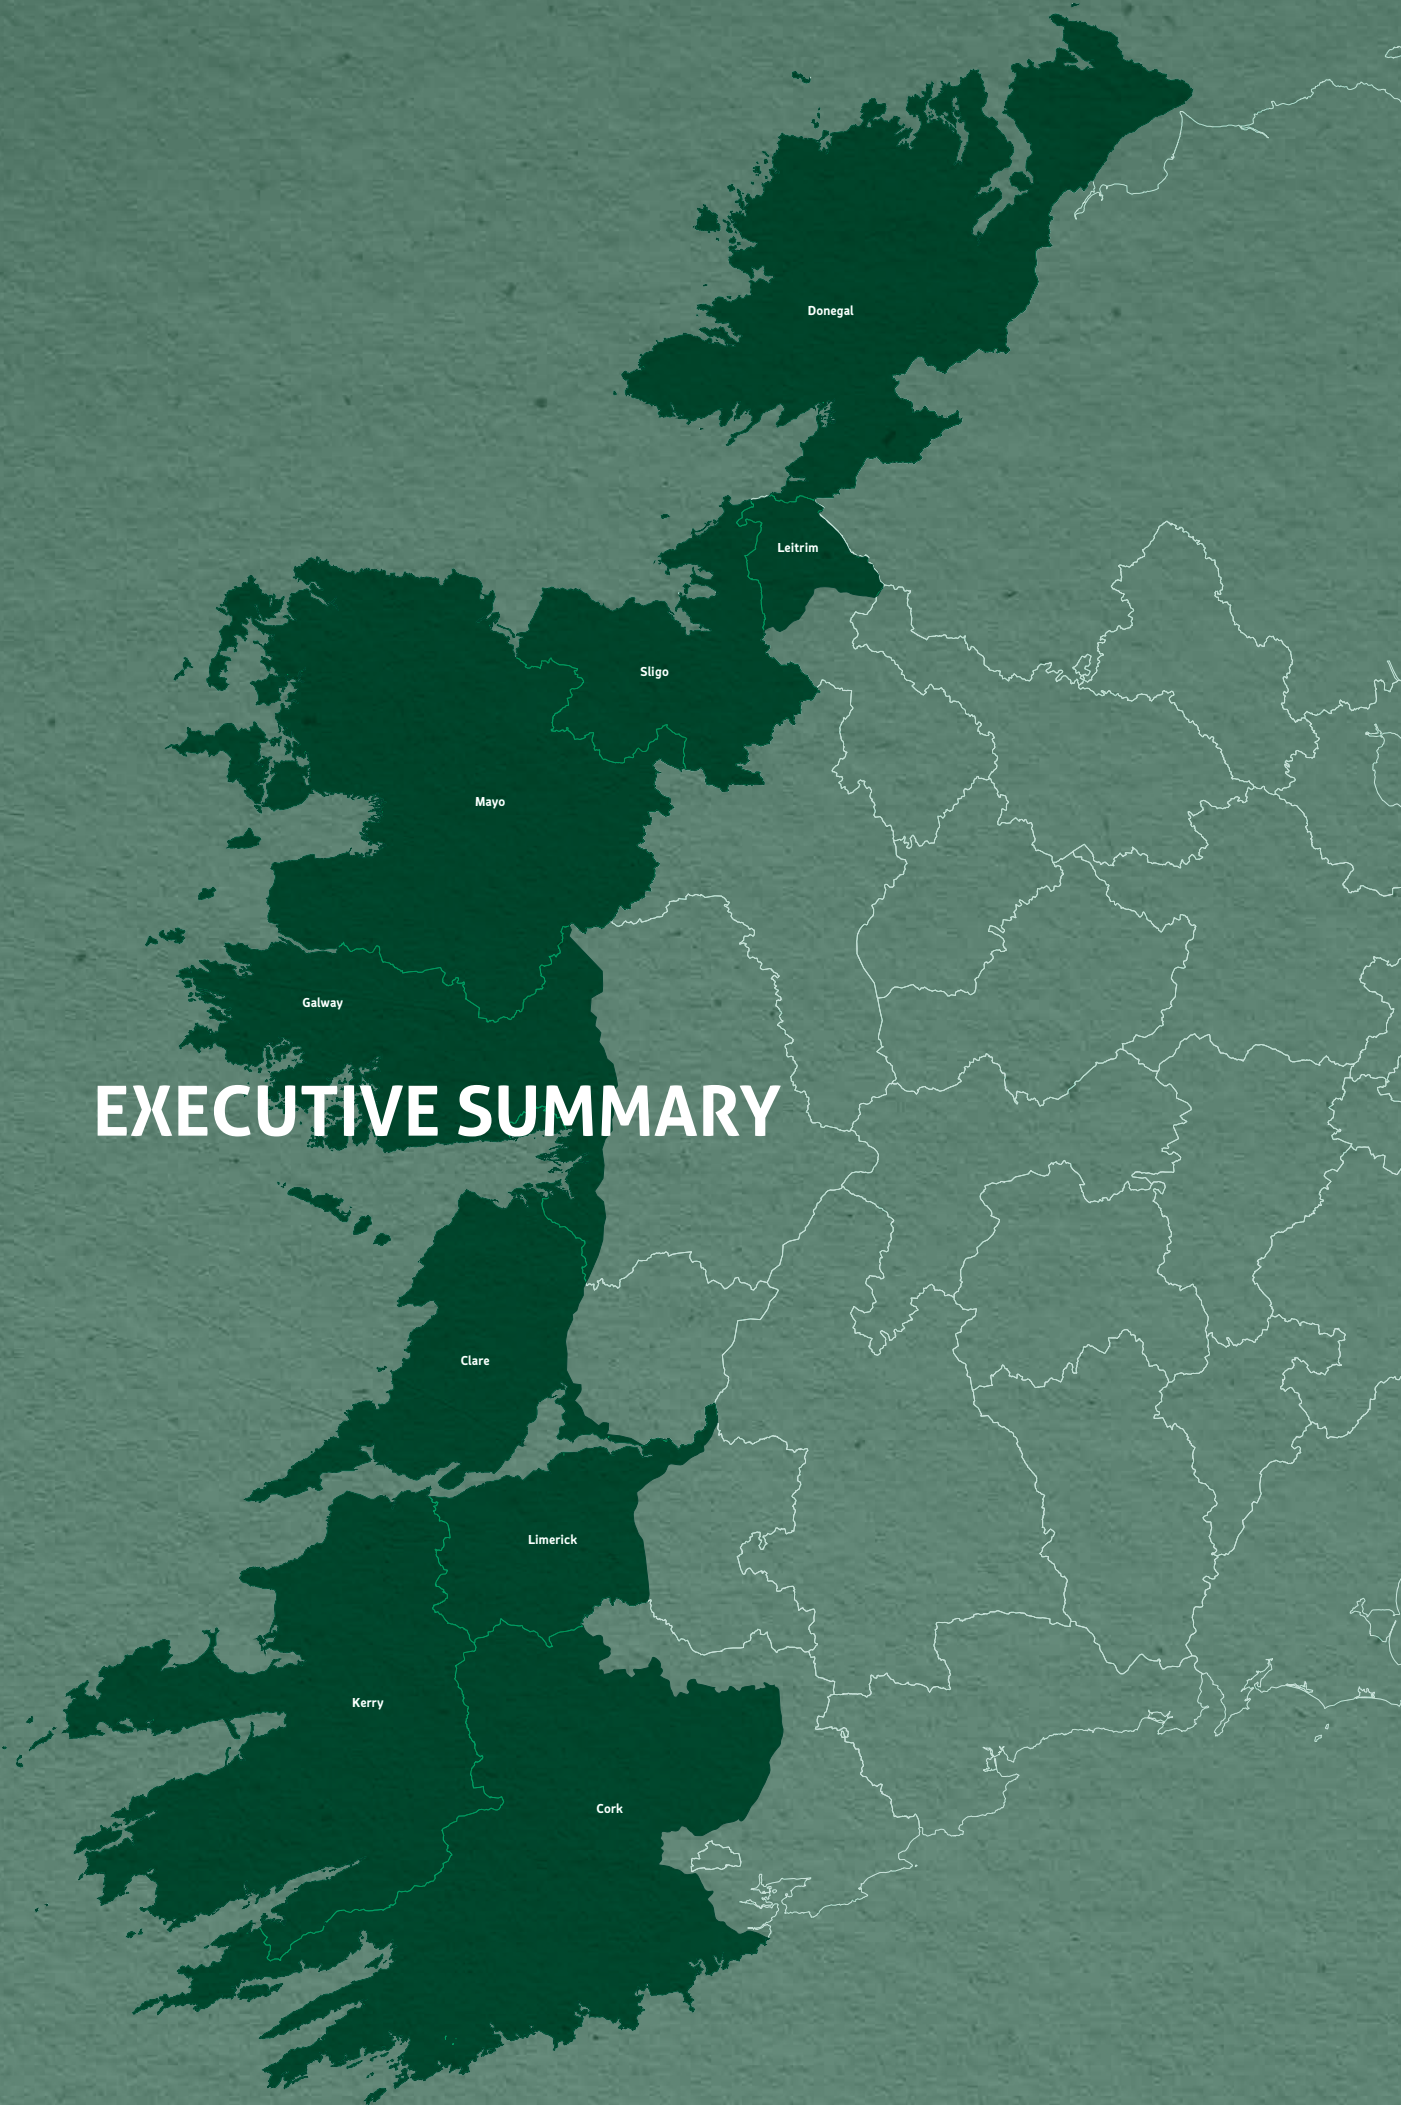 Donegal
Leitrim
Sligo
Mayo
Galway
EXECUTIVE SUMMARY
Clare
Limerick
Kerry
Cork